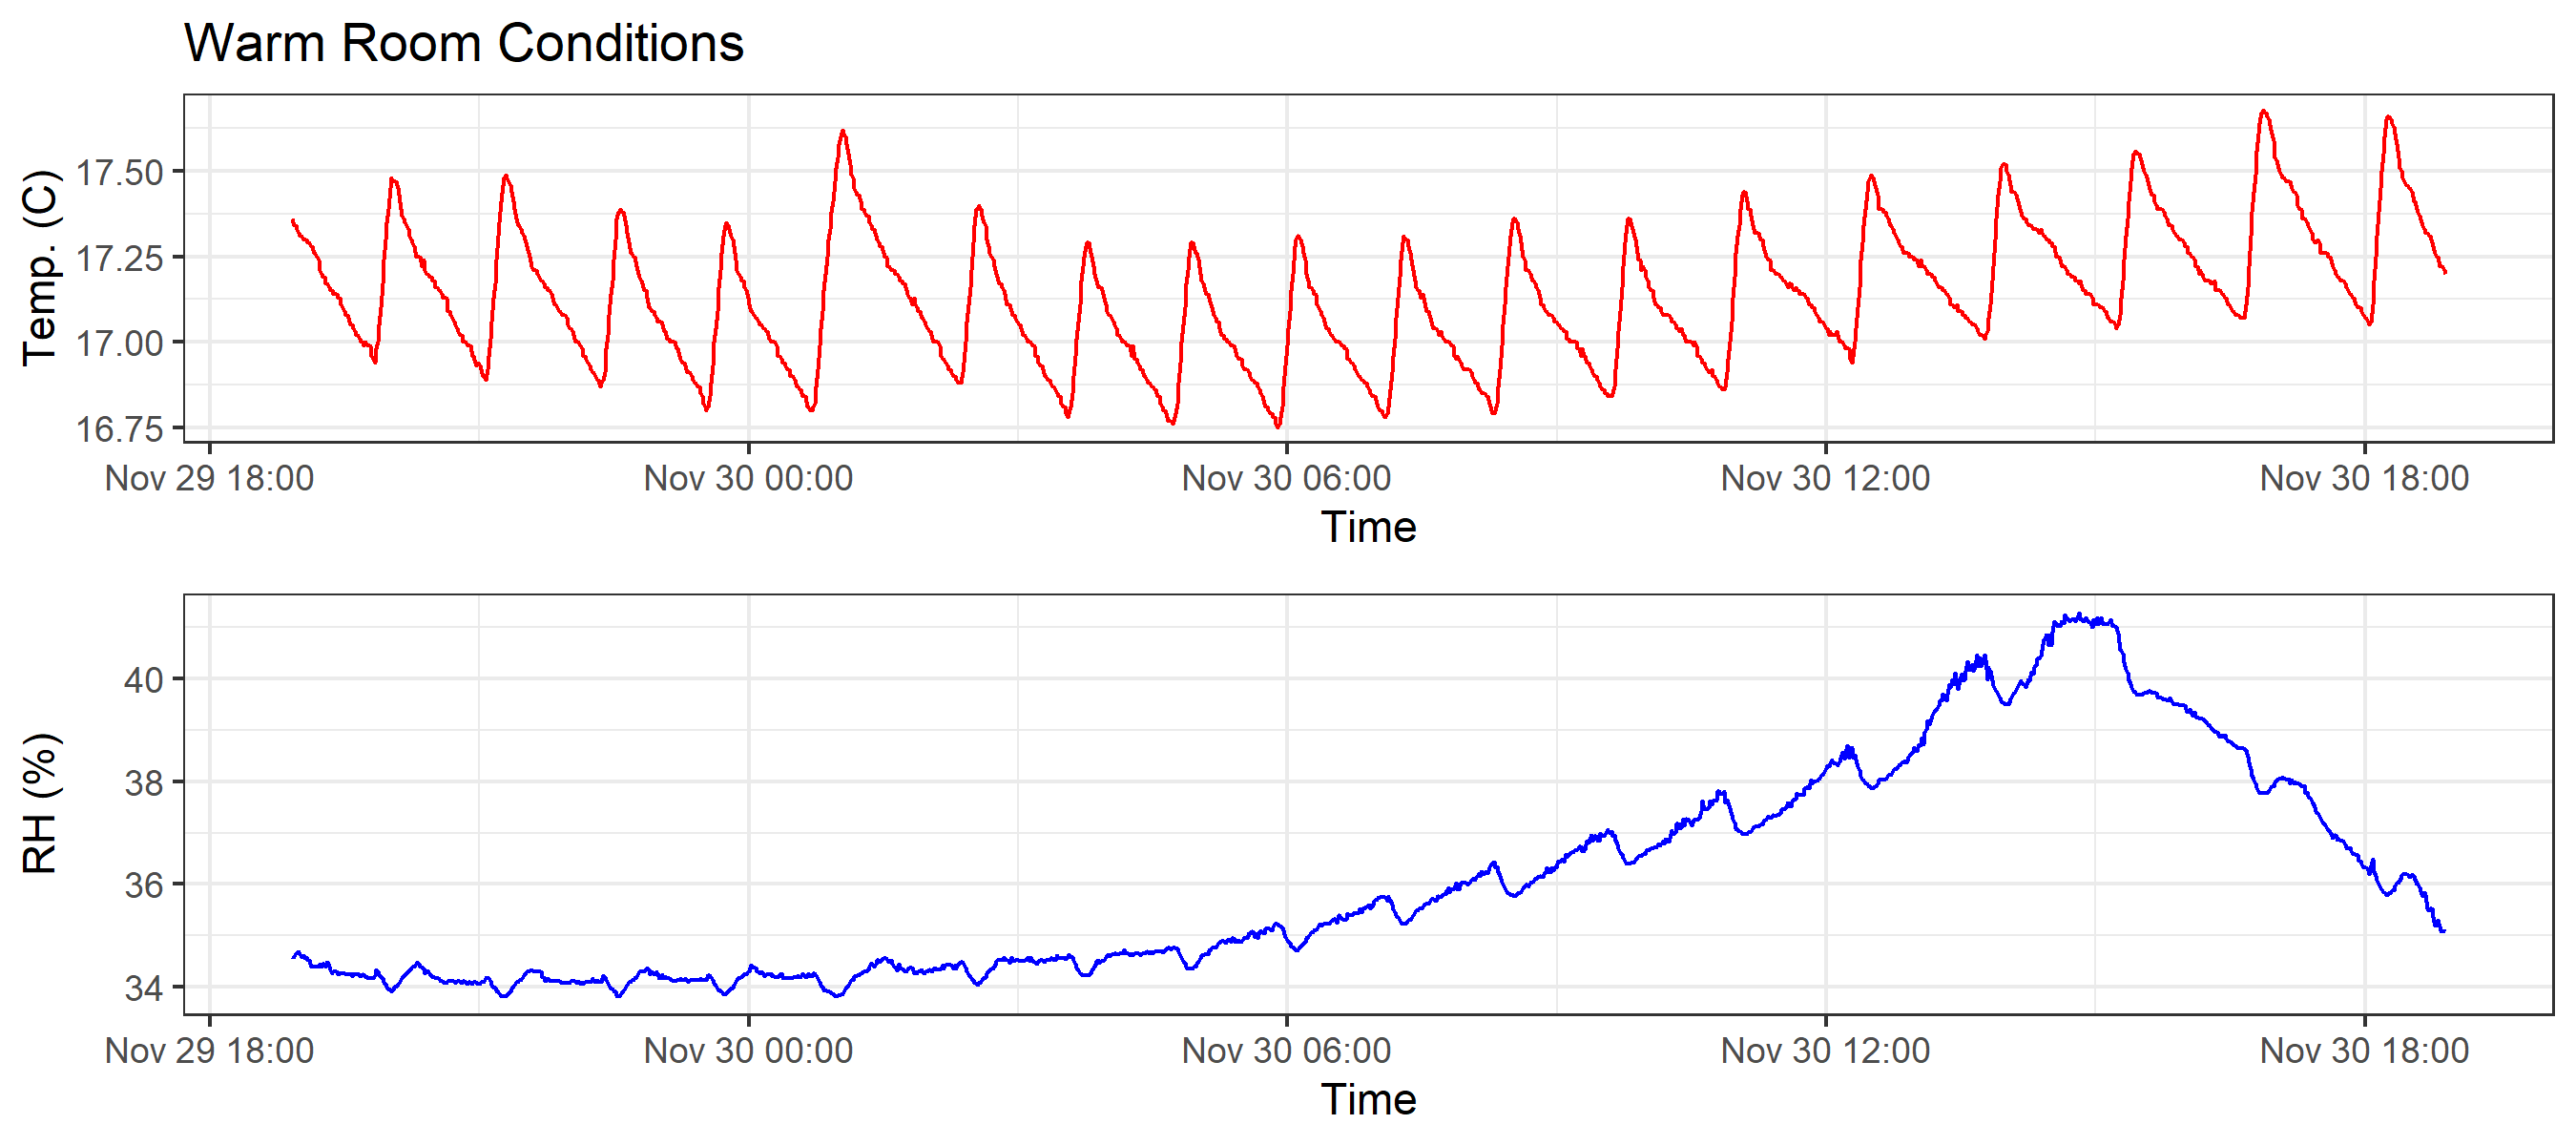 Warm Room Conditions
Temp. (C)
17.50
17.25
17.00
16.75
Nov 29 18:00 Nov 30 00:00 Nov 30 06:00 Nov 30 12:00 Nov 30 18:00
Time
RH (%)
40
38
36
34
Nov 29 18:00 Nov 30 00:00 Nov 30 06:00 Nov 30 12:00 Nov 30 18:00
Time